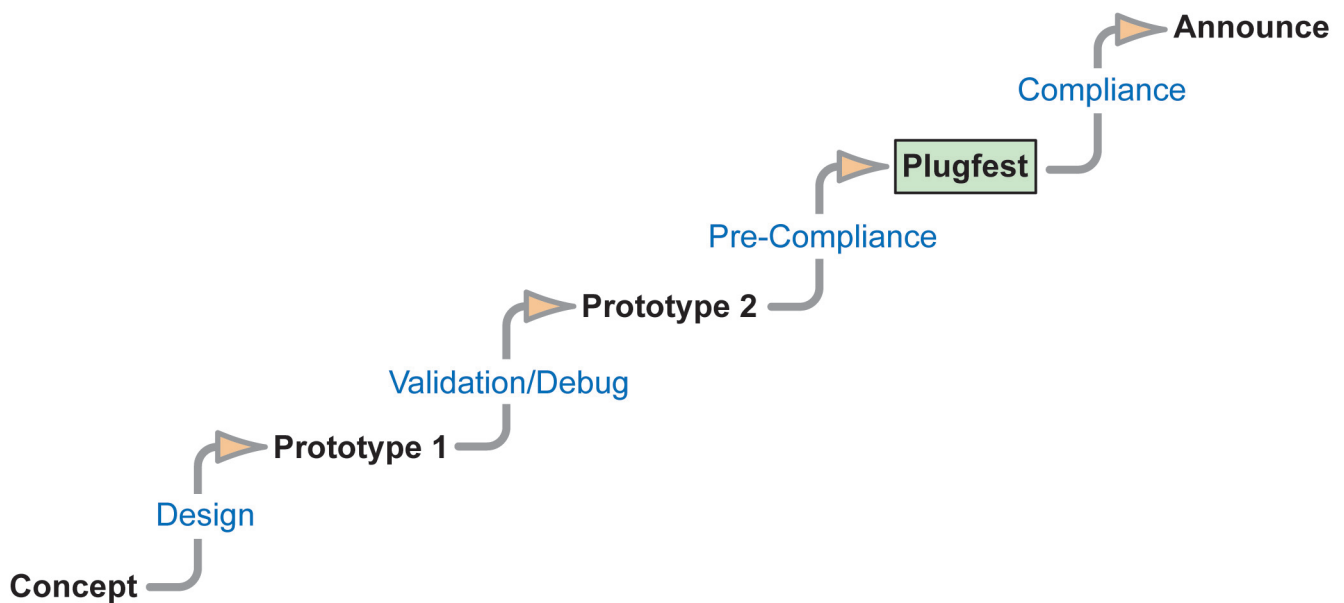 Announce
Compliance
Plugfest
Pre-Compliance
Prototype 2
Validation/Debug
Prototype 1
Design
Concept